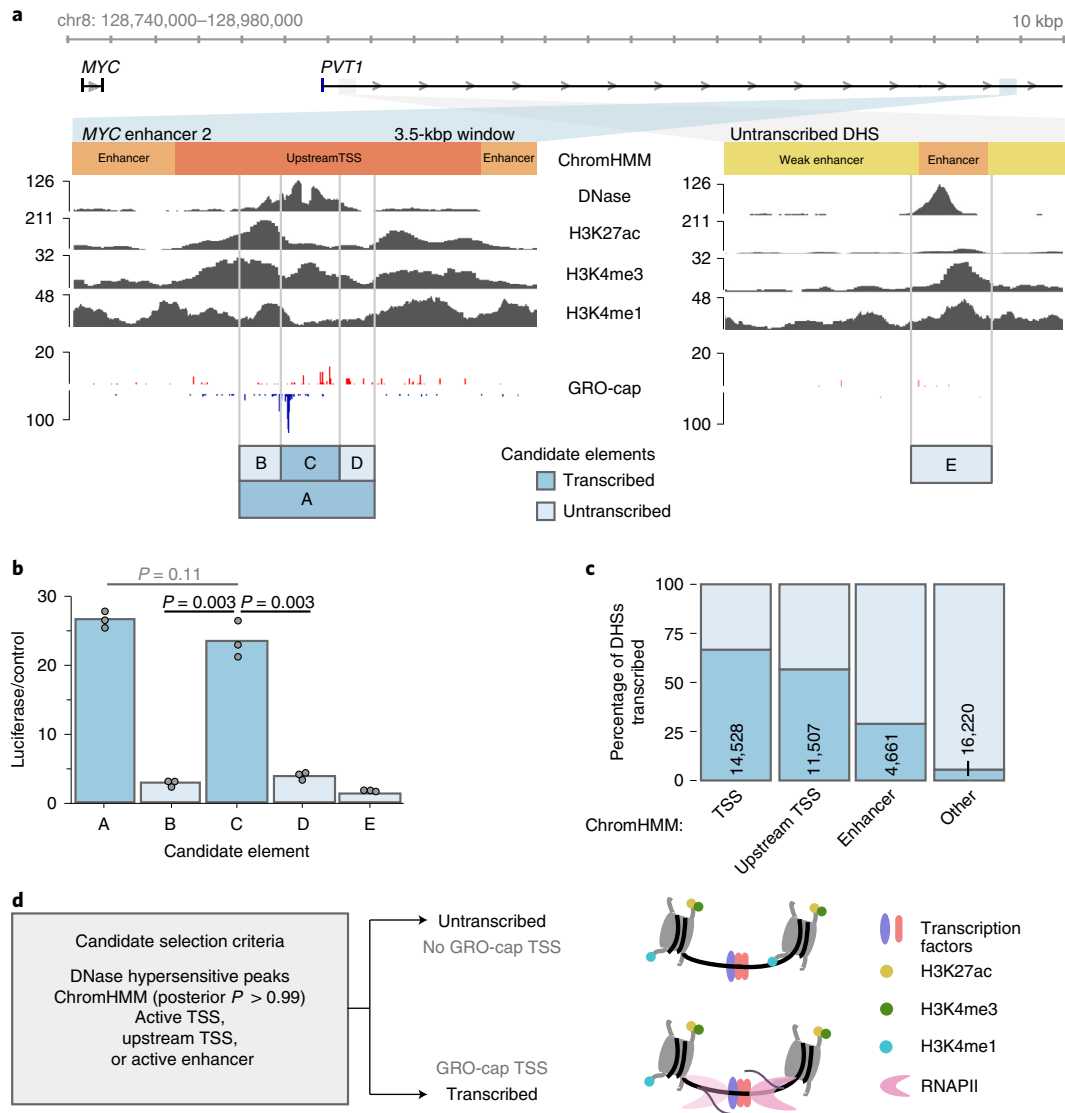 a
chr8: 128,740,000–128,980,000
10 kbp
MYC
PVT1
MYC enhancer 2
3.5-kbp window
Untranscribed DHS
Enhancer
UpstreamTSS
Enhancer
ChromHMM
Weak enhancer
Enhancer
126
DNase
126
211
H3K27ac
211
32
H3K4me3
32
48
H3K4me1
48
20
GRO-cap
20
100
100
B
C
D
A
E
Candidate elements
Transcribed
Untranscribed
b
P = 0.11
P = 0.003
P = 0.003
Luciferase/control
30
20
10
0
A
B
C
D
E
Candidate element
c
Percentage of DHSs
transcribed
100
75
50
25
0
14,528
11,507
4,661
16,220
ChromHMM:
TSS
Upstream TSS
Enhancer
Other
d
Candidate selection criteria
DNase hypersensitive peaks
ChromHMM (posterior P > 0.99)
Active TSS,
upstream TSS,
or active enhancer
Untranscribed
No GRO-cap TSS
GRO-cap TSS
Transcribed
Transcription
factors
H3K27ac
H3K4me3
H3K4me1
RNAPII